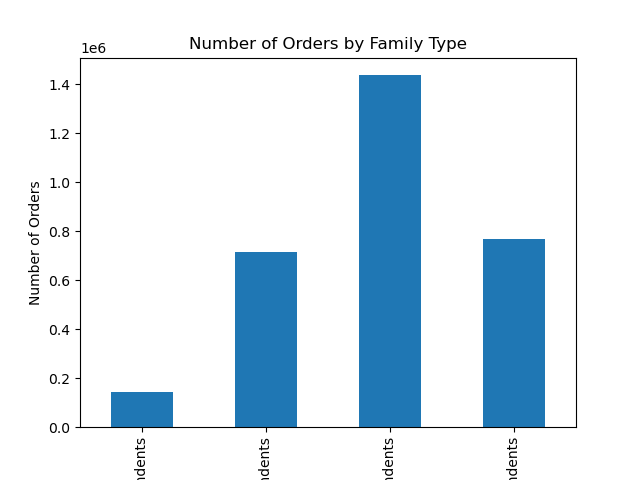 Number of Orders by Family Type
1e6
1.4
1.2
1.0
0.8
0.6
0.4
0.2
0.0
Number of Orders
ndents
ndents
ndents
ndents